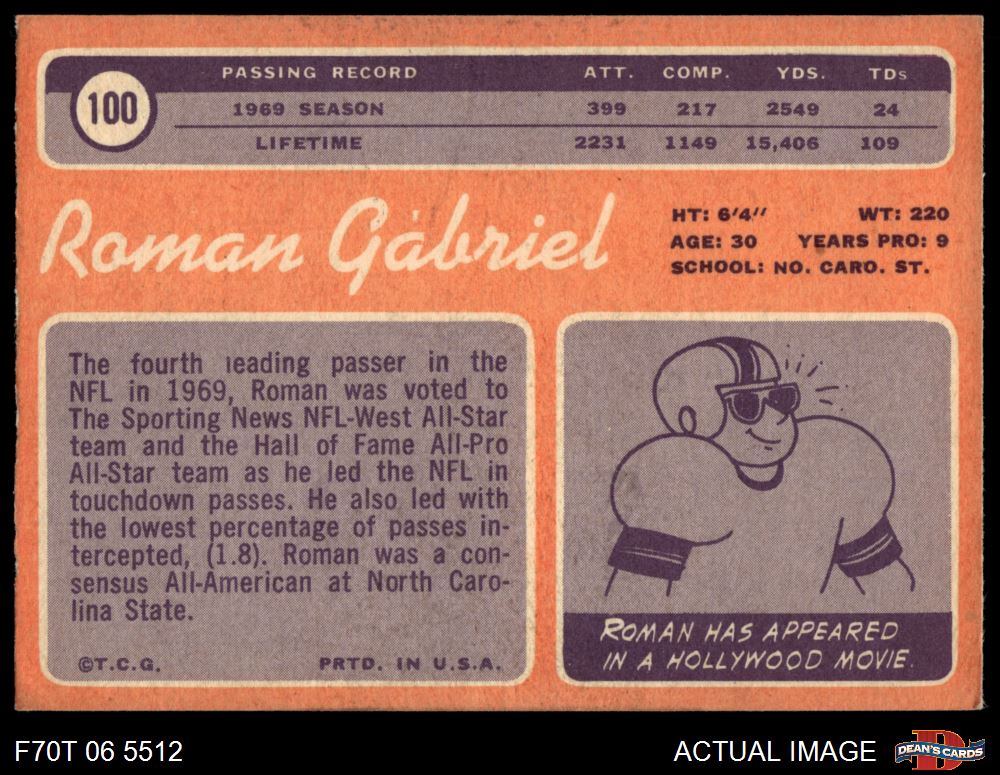 100
PASSING RECORD ATT. COMP. YDS. TDs
1969 SEASON 399 217 2549 24
LIFETIME 2231 1149 15,406 109
Roman Gabriel
HT: 6'4" WT: 220
AGE: 30 YEARS PRO: 9
SCHOOL: NO. CARO. ST.
The fourth leading passer in the
NFL in 1969, Roman was voted to
The Sporting News NFL-West All-Star
team and the Hall of Fame All-Pro
All-Star team as he led the NFL in
touchdown passes. He also led with
the lowest percentage of passes in-
tercepted, (1.8). Roman was a con-
sensus All-American at North Caro-
lina State.
©T.C.G. PRTD. IN U.S.A.
ROMAN HAS APPEARED
IN A HOLLYWOOD MOVIE.
F70T 06 5512
ACTUAL IMAGE
D
DEAN'S CARDS